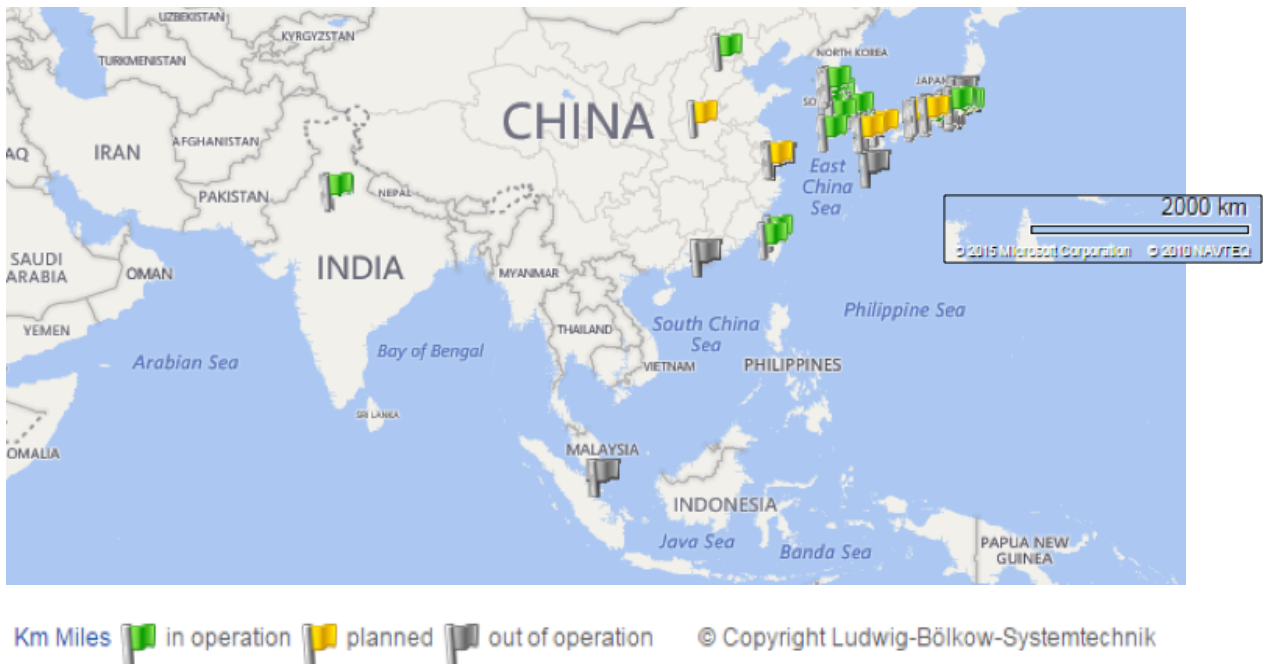 UZBEKISTAN
KYRGYZSTAN
TURKMENISTAN
NORTH KOREA
JAPAN
SO
CHINA
AFGHANISTAN
AQ
IRAN
PAKISTAN
NEPAL
East
China
Sea
2000 km
© 2015 Microsoft Corporation © 2010 NAVTEQ
SAUDI
ARABIA
OMAN
INDIA
MYANMAR
YEMEN
THAILAND
South China
Sea
Philippine Sea
Arabian Sea
Bay of Bengal
VIETNAM
PHILIPPINES
SRI LANKA
OMALIA
MALAYSIA
INDONESIA
Java Sea
Banda Sea
PAPUA NEW
GUINEA
Km Miles in operation planned out of operation © Copyright Ludwig-Bölkow-Systemtechnik